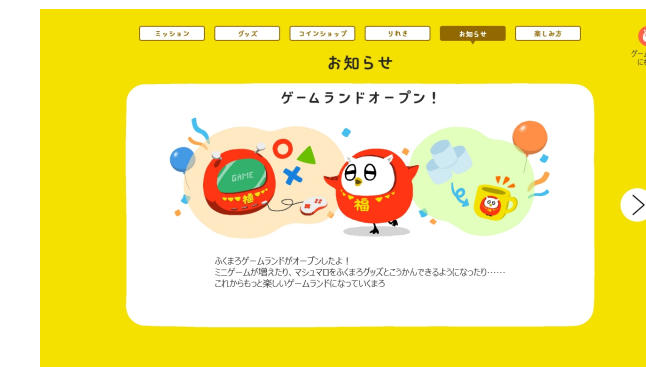 ミッション
グッズ
コインショップ
りれき
お知らせ
楽しみ方
お知らせ
ゲームランドオープン！
GAME
福
福
ふくまろゲームランドがオープンしたよ！
ミニゲームが増えたり、マシュマロをふくまろグッズとこうかんできるようになったり……
これからもっと楽しいゲームランドになっていくまろ